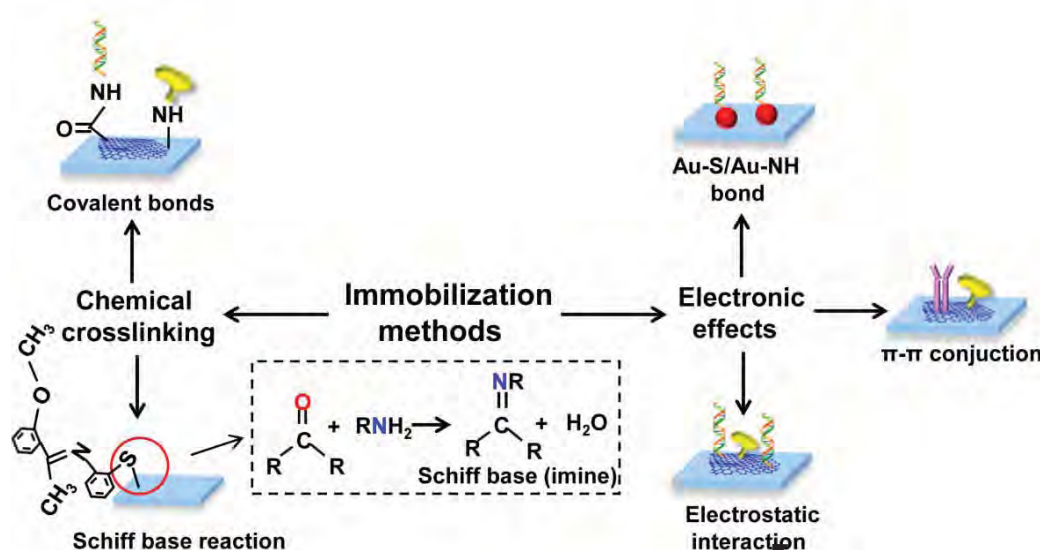 NH
NH
O
Covalent bonds
Au-S/Au-NH
bond
Chemical
crosslinking
Immobilization
methods
Electronic
effects
π-π conjuction
CH₃
O
N
S
CH₃
O
C
R
R
+
RNH₂
NR
C
R
R
+ H₂O
Schiff base (imine)
Schiff base reaction
Electrostatic
interaction